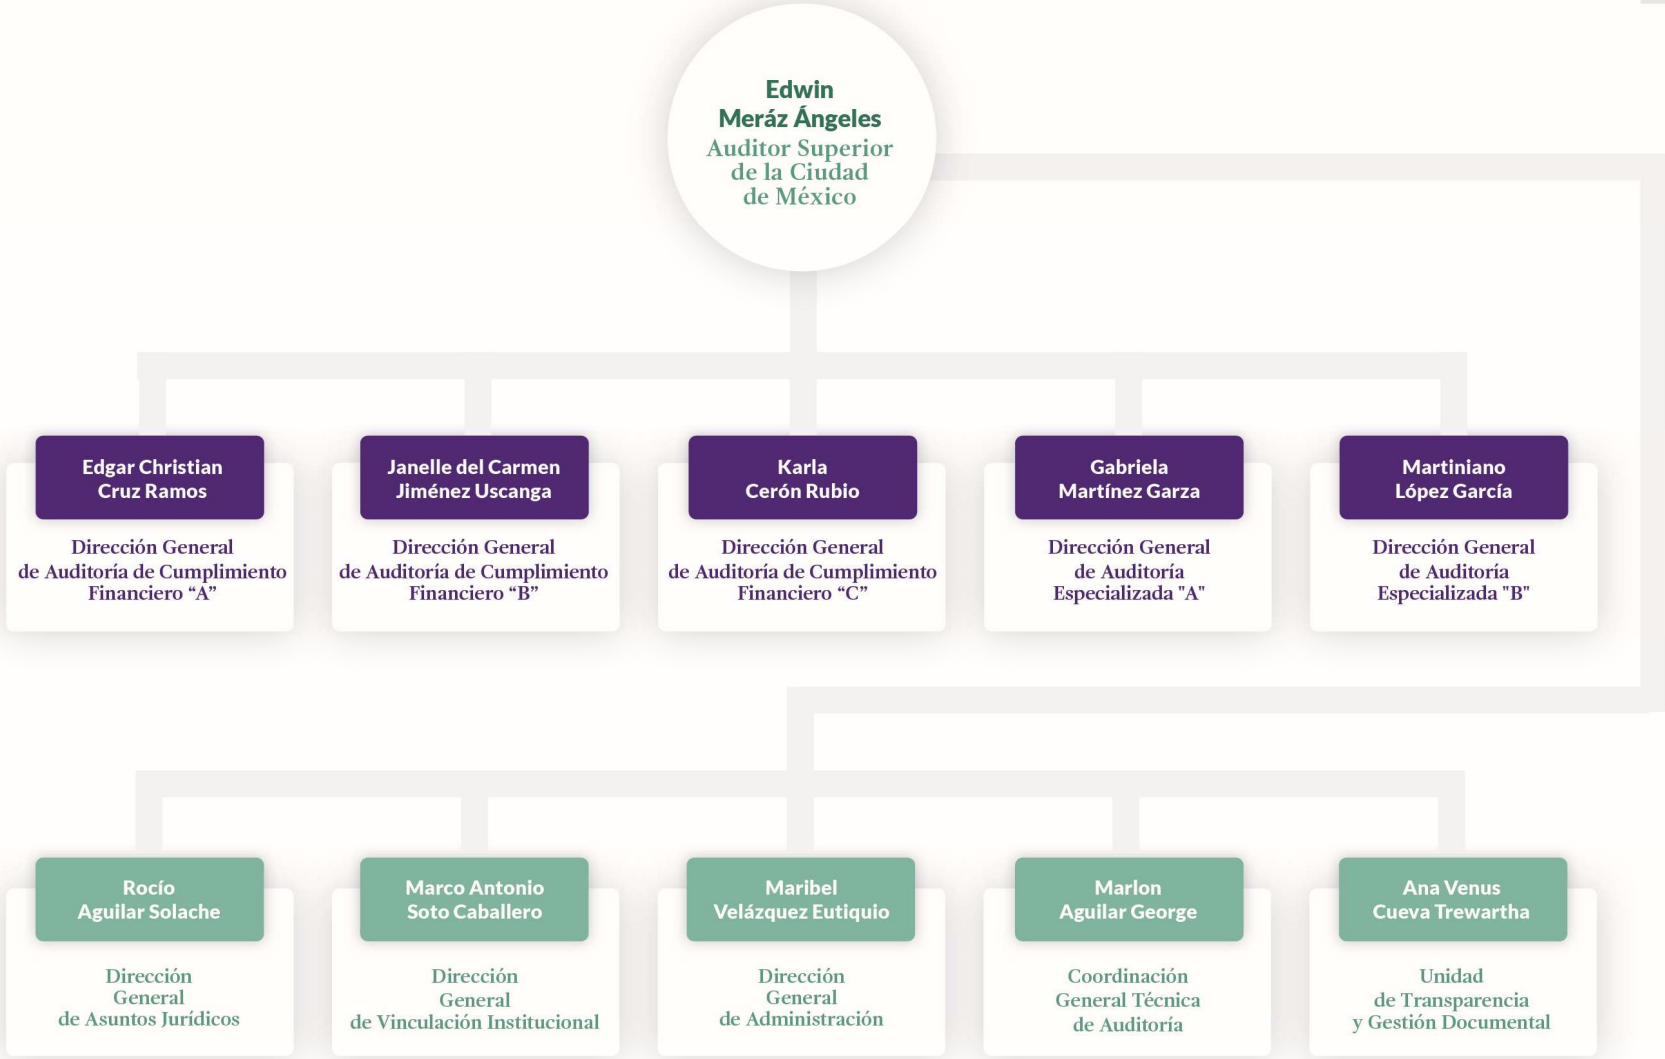 Edwin
Meráz Ángeles
Auditor Superior
de la Ciudad
de México
Edgar Christian
Cruz Ramos
Dirección General
de Auditoría de Cumplimiento
Financiero “A”
Janelle del Carmen
Jiménez Uscanga
Dirección General
de Auditoría de Cumplimiento
Financiero “B”
Karla
Cerón Rubio
Dirección General
de Auditoría de Cumplimiento
Financiero “C”
Gabriela
Martínez Garza
Dirección General
de Auditoría
Especializada "A"
Martiniano
López García
Dirección General
de Auditoría
Especializada "B"
Rocío
Aguilar Solache
Dirección
General
de Asuntos Jurídicos
Marco Antonio
Soto Caballero
Dirección
General
de Vinculación Institucional
Maribel
Velázquez Eutiquio
Dirección
General
de Administración
Marlon
Aguilar George
Coordinación
General Técnica
de Auditoría
Ana Venus
Cueva Trewartha
Unidad
de Transparencia
y Gestión Documental